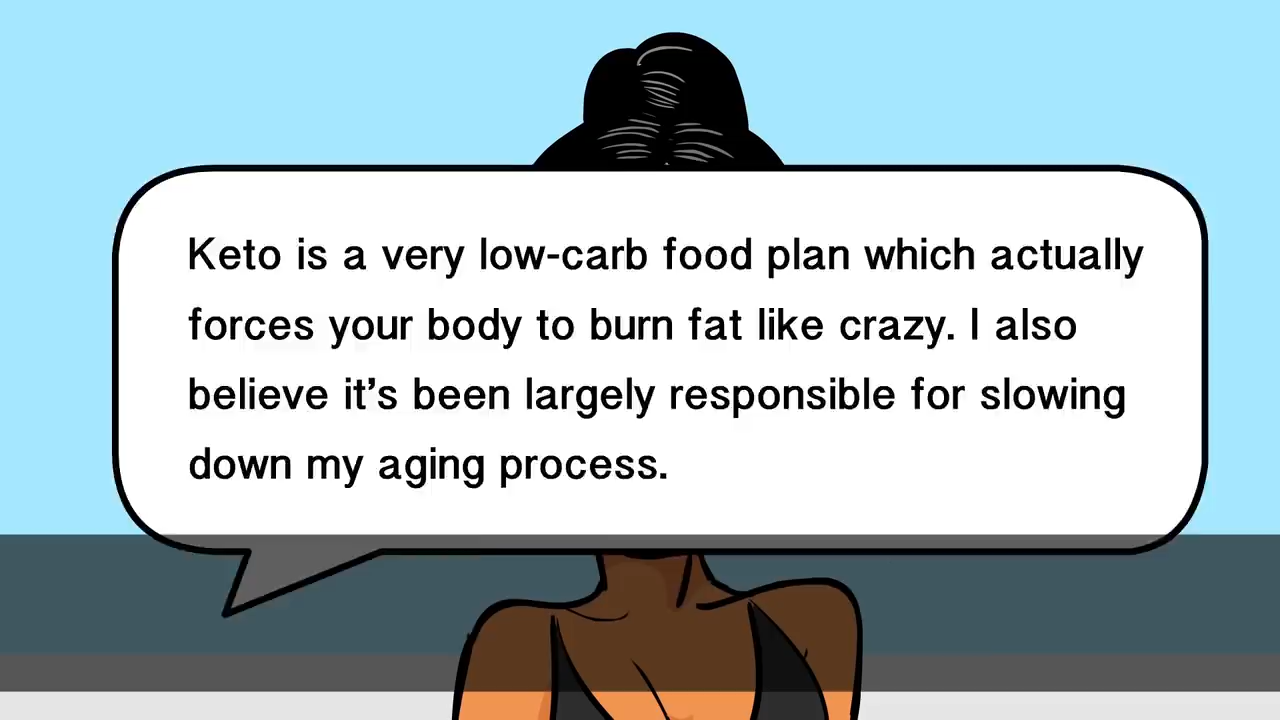 Keto is a very low-carb food plan which actually
forces your body to burn fat like crazy. I also
believe it’s been largely responsible for slowing
down my aging process.